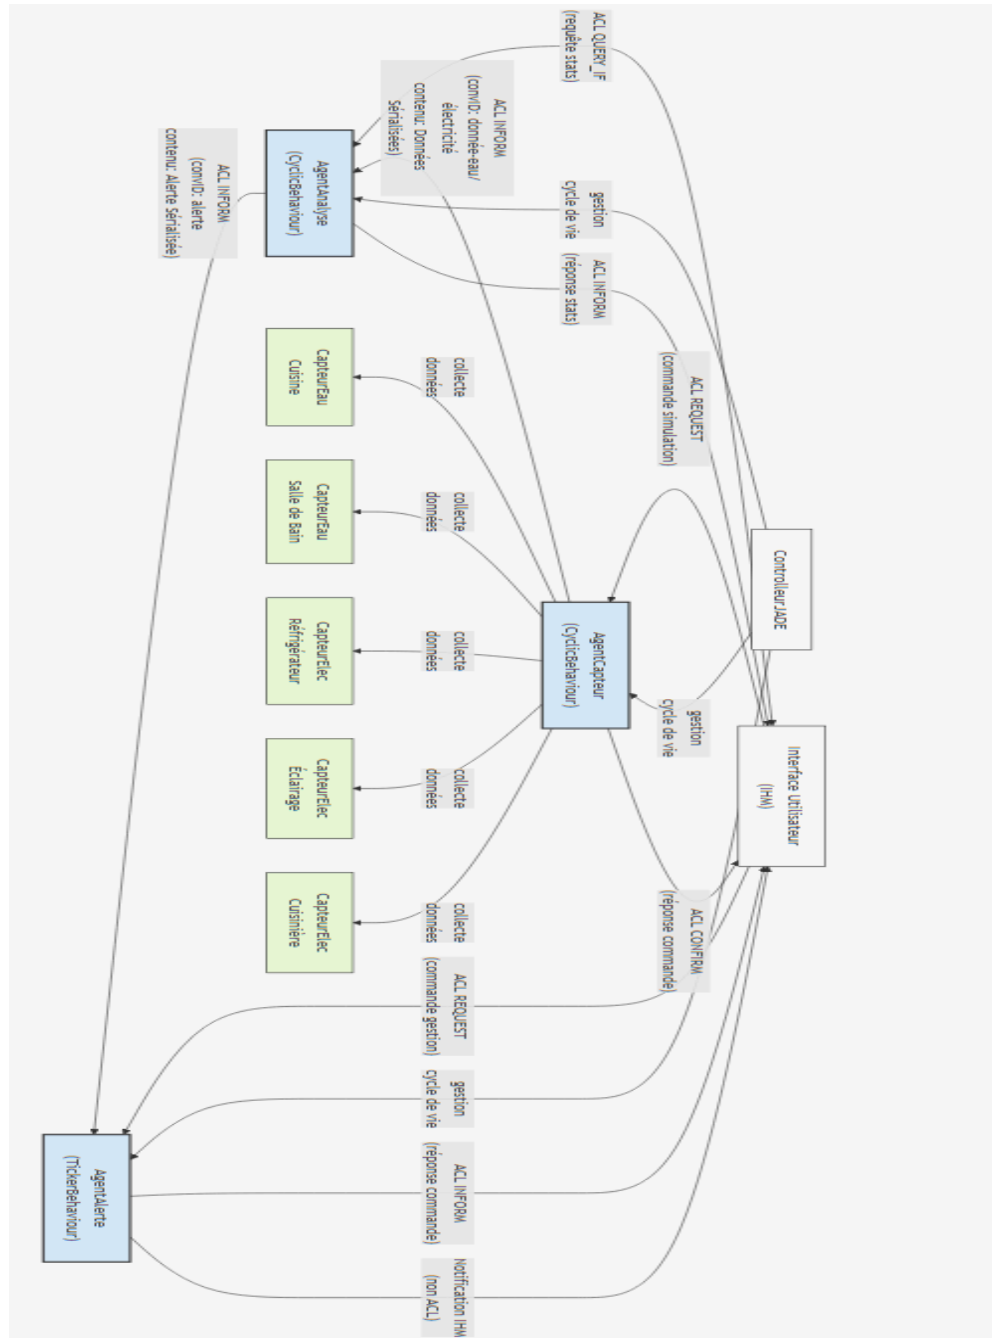 ControlleurJADE
Interface Utilisateur
(IHM)
ACL REQUEST
(commande simulation)
gestion
cycle de vie
ACL CONFIRM
(réponse commande)
ACL QUERY_IF
(requête stats)
gestion
cycle de vie
ACL INFORM
(réponse stats)
AgentCapteur
(CyclicBehaviour)
ACL INFORM
(convID: donnée-eau/
électricité
contenu: Données
Sérialisées)
collecte
données
collecte
données
collecte
données
collecte
données
collecte
données
ACL REQUEST
(commande gestion)
gestion
cycle de vie
ACL INFORM
(réponse commande)
Notification IHM
(non ACL)
AgentAnalyse
(CyclicBehaviour)
CapteurEau
Cuisine
CapteurEau
Salle de Bain
CapteurElec
Réfrigérateur
CapteurElec
Éclairage
CapteurElec
Cuisinière
ACL INFORM
(convID: alerte
contenu: Alerte Sérialisée)
AgentAlerte
(TickerBehaviour)